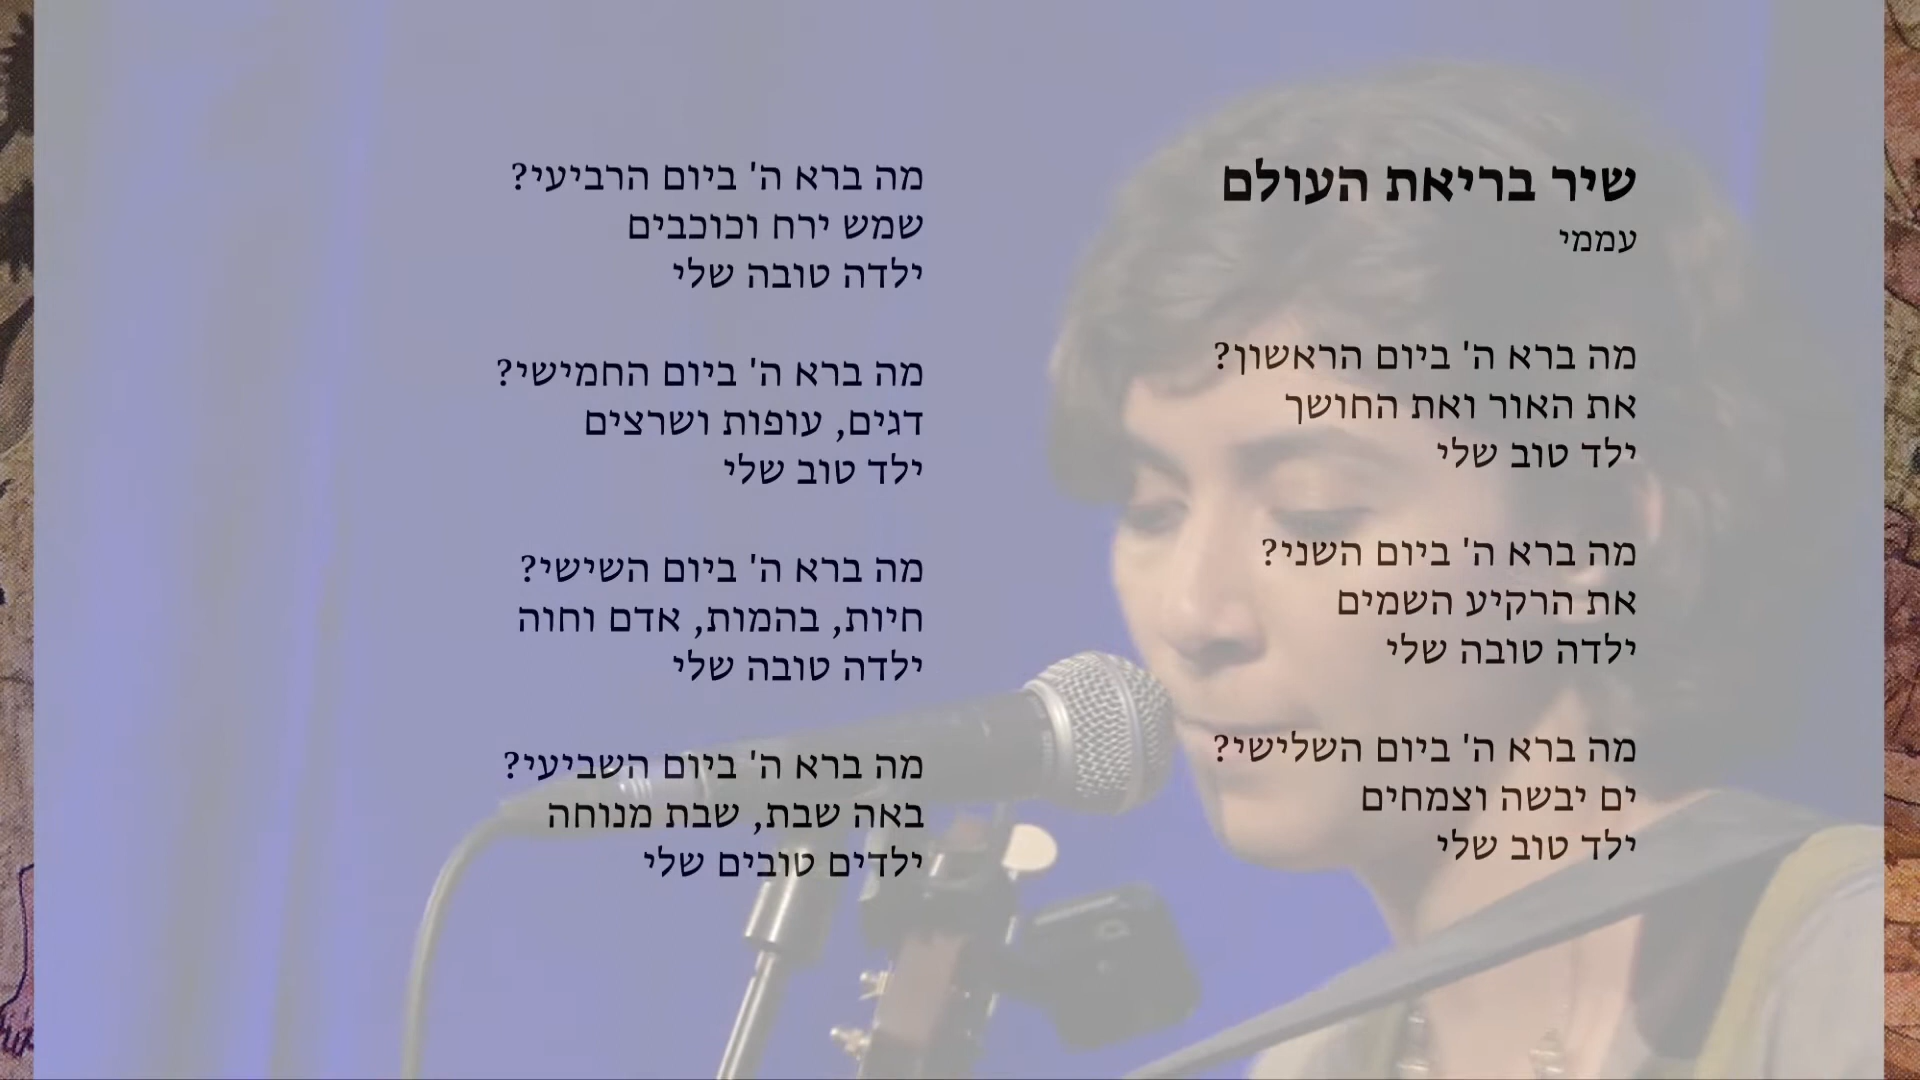 שיר בריאת העולם
עממי
מה ברא ה' ביום הראשון?
את האור ואת החושך
ילד טוב שלי
מה ברא ה' ביום השני?
את הרקיע השמים
ילדה טובה שלי
מה ברא ה' ביום השלישי?
ים יבשה וצמחים
ילד טוב שלי
מה ברא ה' ביום הרביעי?
שמש ירח וכוכבים
ילדה טובה שלי
מה ברא ה' ביום החמישי?
דגים, עופות ושרצים
ילד טוב שלי
מה ברא ה' ביום השישי?
חיות, בהמות, אדם וחוה
ילדה טובה שלי
מה ברא ה' ביום השביעי?
באה שבת, שבת מנוחה
ילדים טובים שלי